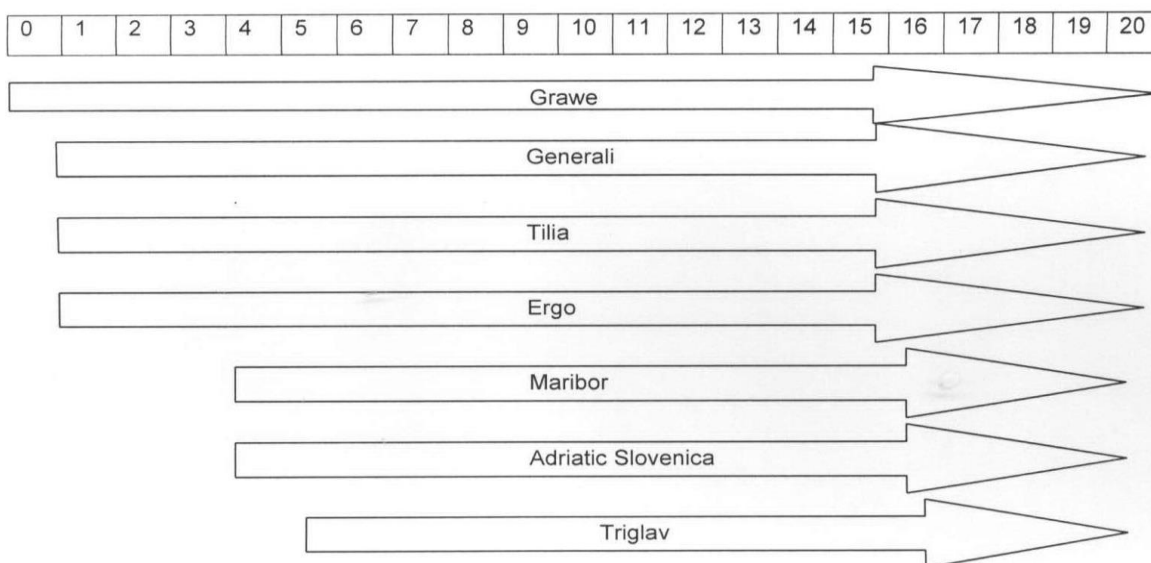 0 1 2 3 4 5 6 7 8 9 10 11 12 13 14 15 16 17 18 19 20
Grawe
Generali
Tilia
Ergo
Maribor
Adriatic Slovenica
Triglav